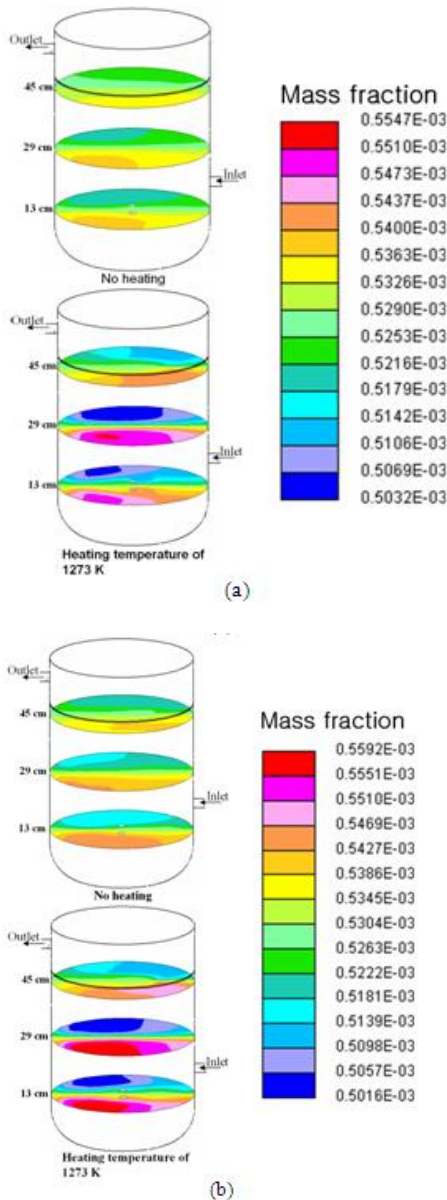 Outlet
45 cm
29 cm
Inlet
13 cm
No heating
Outlet
45 cm
29 cm
Inlet
13 cm
Heating temperature of
1273 K
Mass fraction
0.5547E-03
0.5510E-03
0.5473E-03
0.5437E-03
0.5400E-03
0.5363E-03
0.5326E-03
0.5290E-03
0.5253E-03
0.5216E-03
0.5179E-03
0.5142E-03
0.5106E-03
0.5069E-03
0.5032E-03
(a)
Outlet
45 cm
29 cm
Inlet
13 cm
No heating
Outlet
45 cm
29 cm
Inlet
13 cm
Heating temperature of
1273 K
Mass fraction
0.5592E-03
0.5551E-03
0.5510E-03
0.5469E-03
0.5427E-03
0.5386E-03
0.5345E-03
0.5304E-03
0.5263E-03
0.5222E-03
0.5181E-03
0.5139E-03
0.5098E-03
0.5057E-03
0.5016E-03
(b)